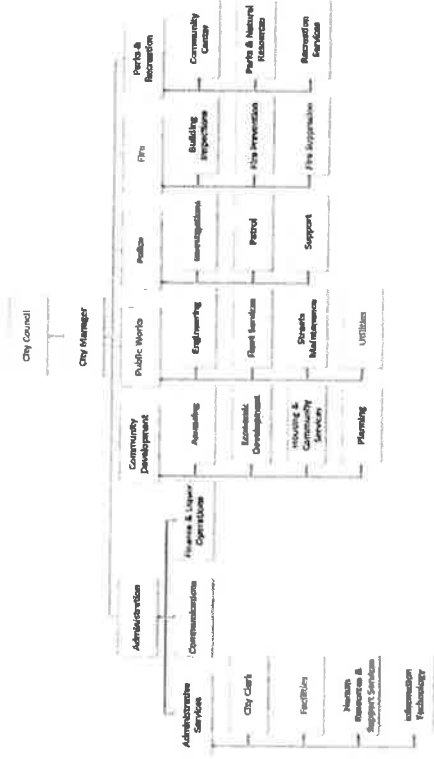 City Council
City Manager
Administration
Community
Development
Public Works
Police
Fire
Parks &
Recreation
Administrative
Services
Communications
Finance & Liquor
Operations
City Clerk
Facilities
Human
Resources &
Support Services
Information
Technology
Assessing
Economic
Development
Housing &
Community
Services
Planning
Engineering
Fleet Services
Streets
Maintenance
Utilities
Investigations
Patrol
Support
Building
Inspections
Fire Prevention
Fire Suppression
Community
Center
Parks & Natural
Resources
Recreation
Services